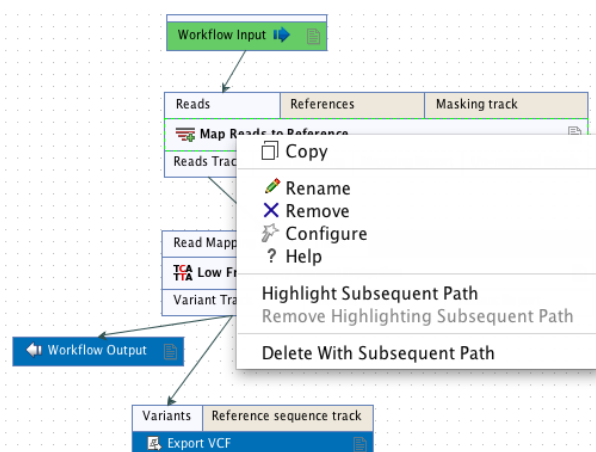 Workflow Input
Reads References Masking track
Map Reads to Reference
Reads Trac
Copy
Rename
Remove
Configure
? Help
Highlight Subsequent Path
Remove Highlighting Subsequent Path
Delete With Subsequent Path
Read Mapp
TCA
TTA
Low Fr
Variant Tra
Workflow Output
Variants Reference sequence track
Export VCF